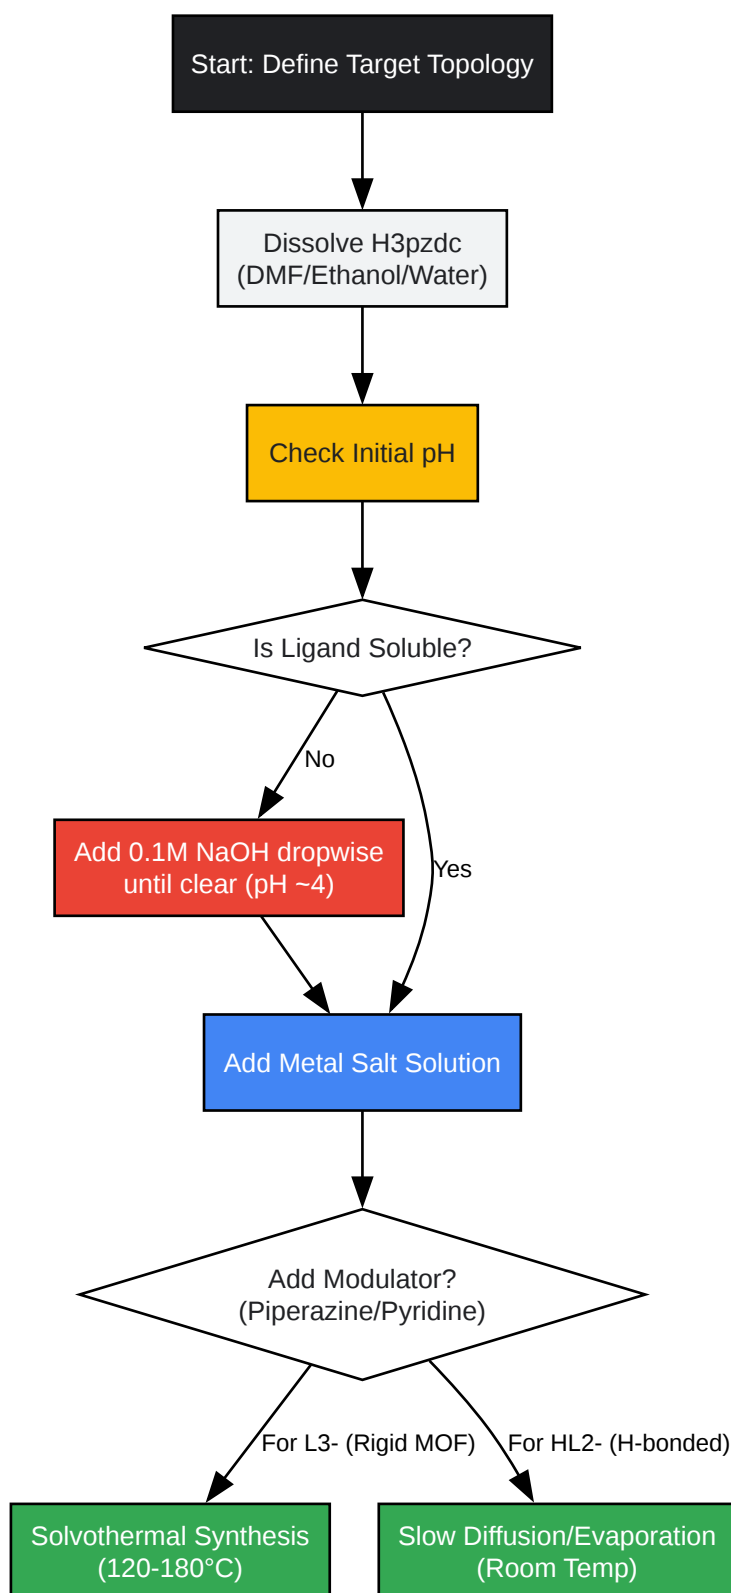 Start: Define Target Topology
Dissolve H3pzdc
(DMF/Ethanol/Water)
Check Initial pH
Is Ligand Soluble?
No
Add 0.1M NaOH dropwise
until clear (pH ~4)
Yes
Add Metal Salt Solution
Add Modulator?
(Piperazine/Pyridine)
For L3- (Rigid MOF)
For HL2- (H-bonded)
Solvothermal Synthesis
(120-180°C)
Slow Diffusion/Evaporation
(Room Temp)